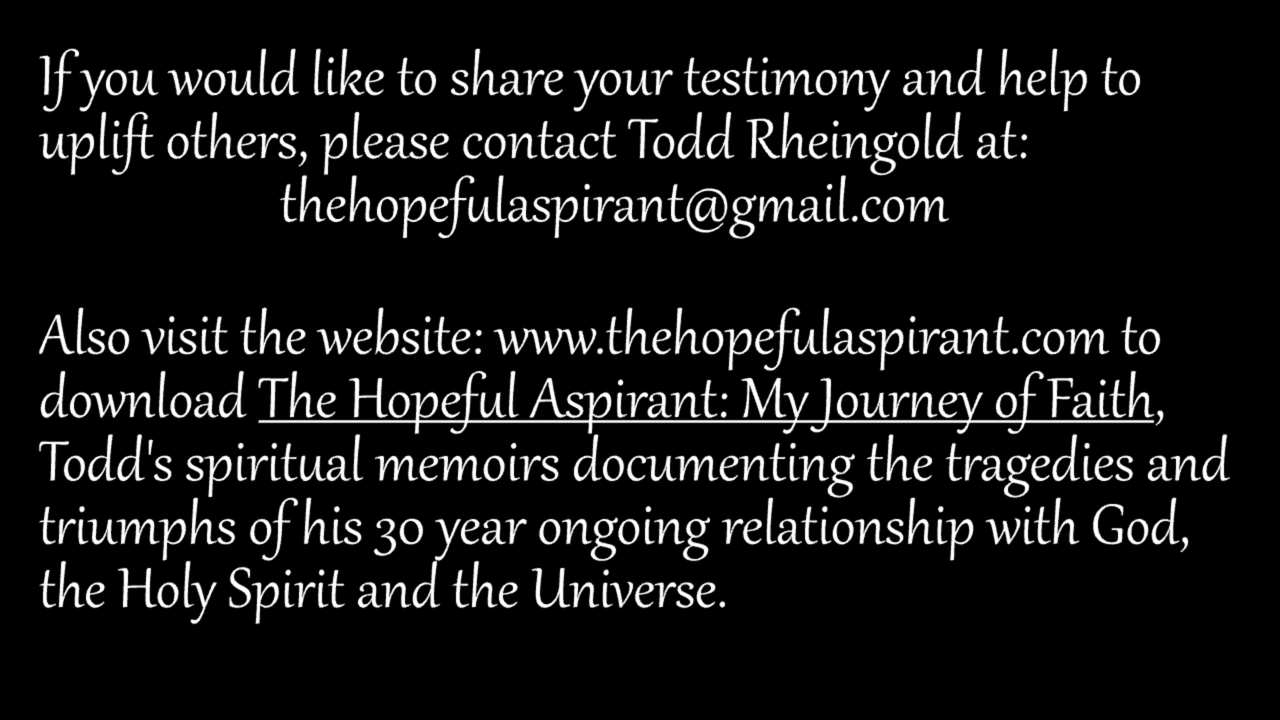 If you would like to share your testimony and help to
uplift others, please contact Todd Rheingold at:
thehopefulaspirant@gmail.com
Also visit the website: www.thehopefulaspirant.com to
download The Hopeful Aspirant: My Journey of Faith,
Todd's spiritual memoirs documenting the tragedies and
triumphs of his 30 year ongoing relationship with God,
the Holy Spirit and the Universe.